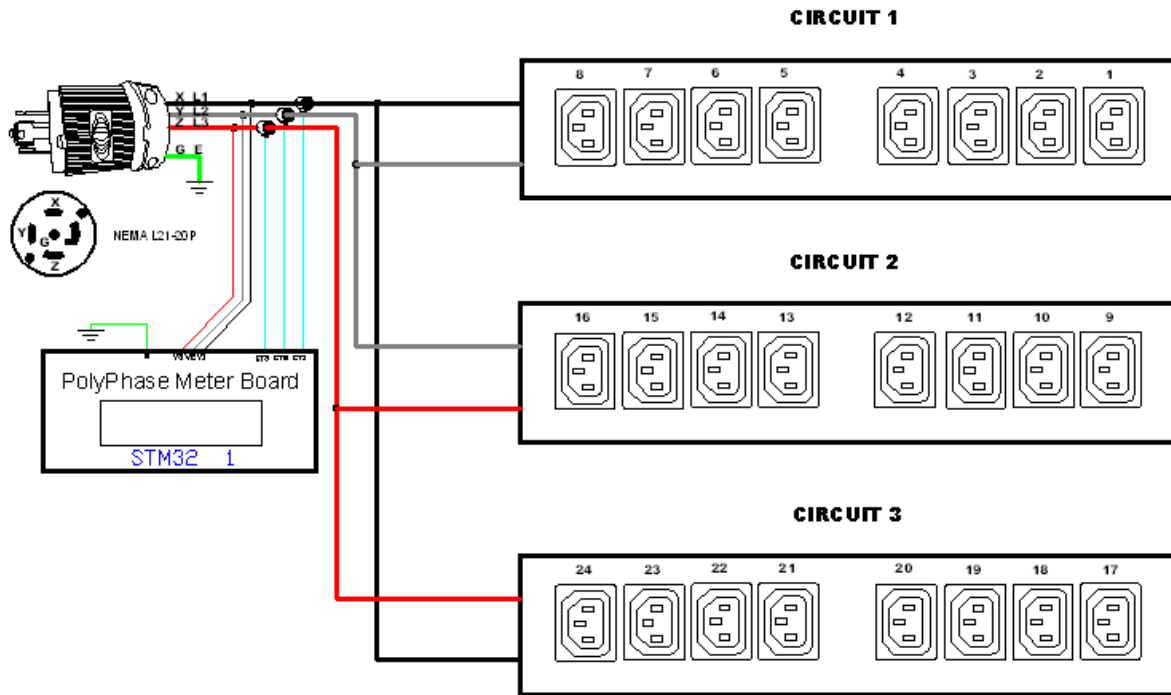 CIRCUIT 1
8 7 6 5 4 3 2 1
X L1
Y L2
Z L3
G E
X
Y
G
Z
NEMA L21-20P
CIRCUIT 2
16 15 14 13 12 11 10 9
PolyPhase Meter Board
STM32 1
CIRCUIT 3
24 23 22 21 20 19 18 17